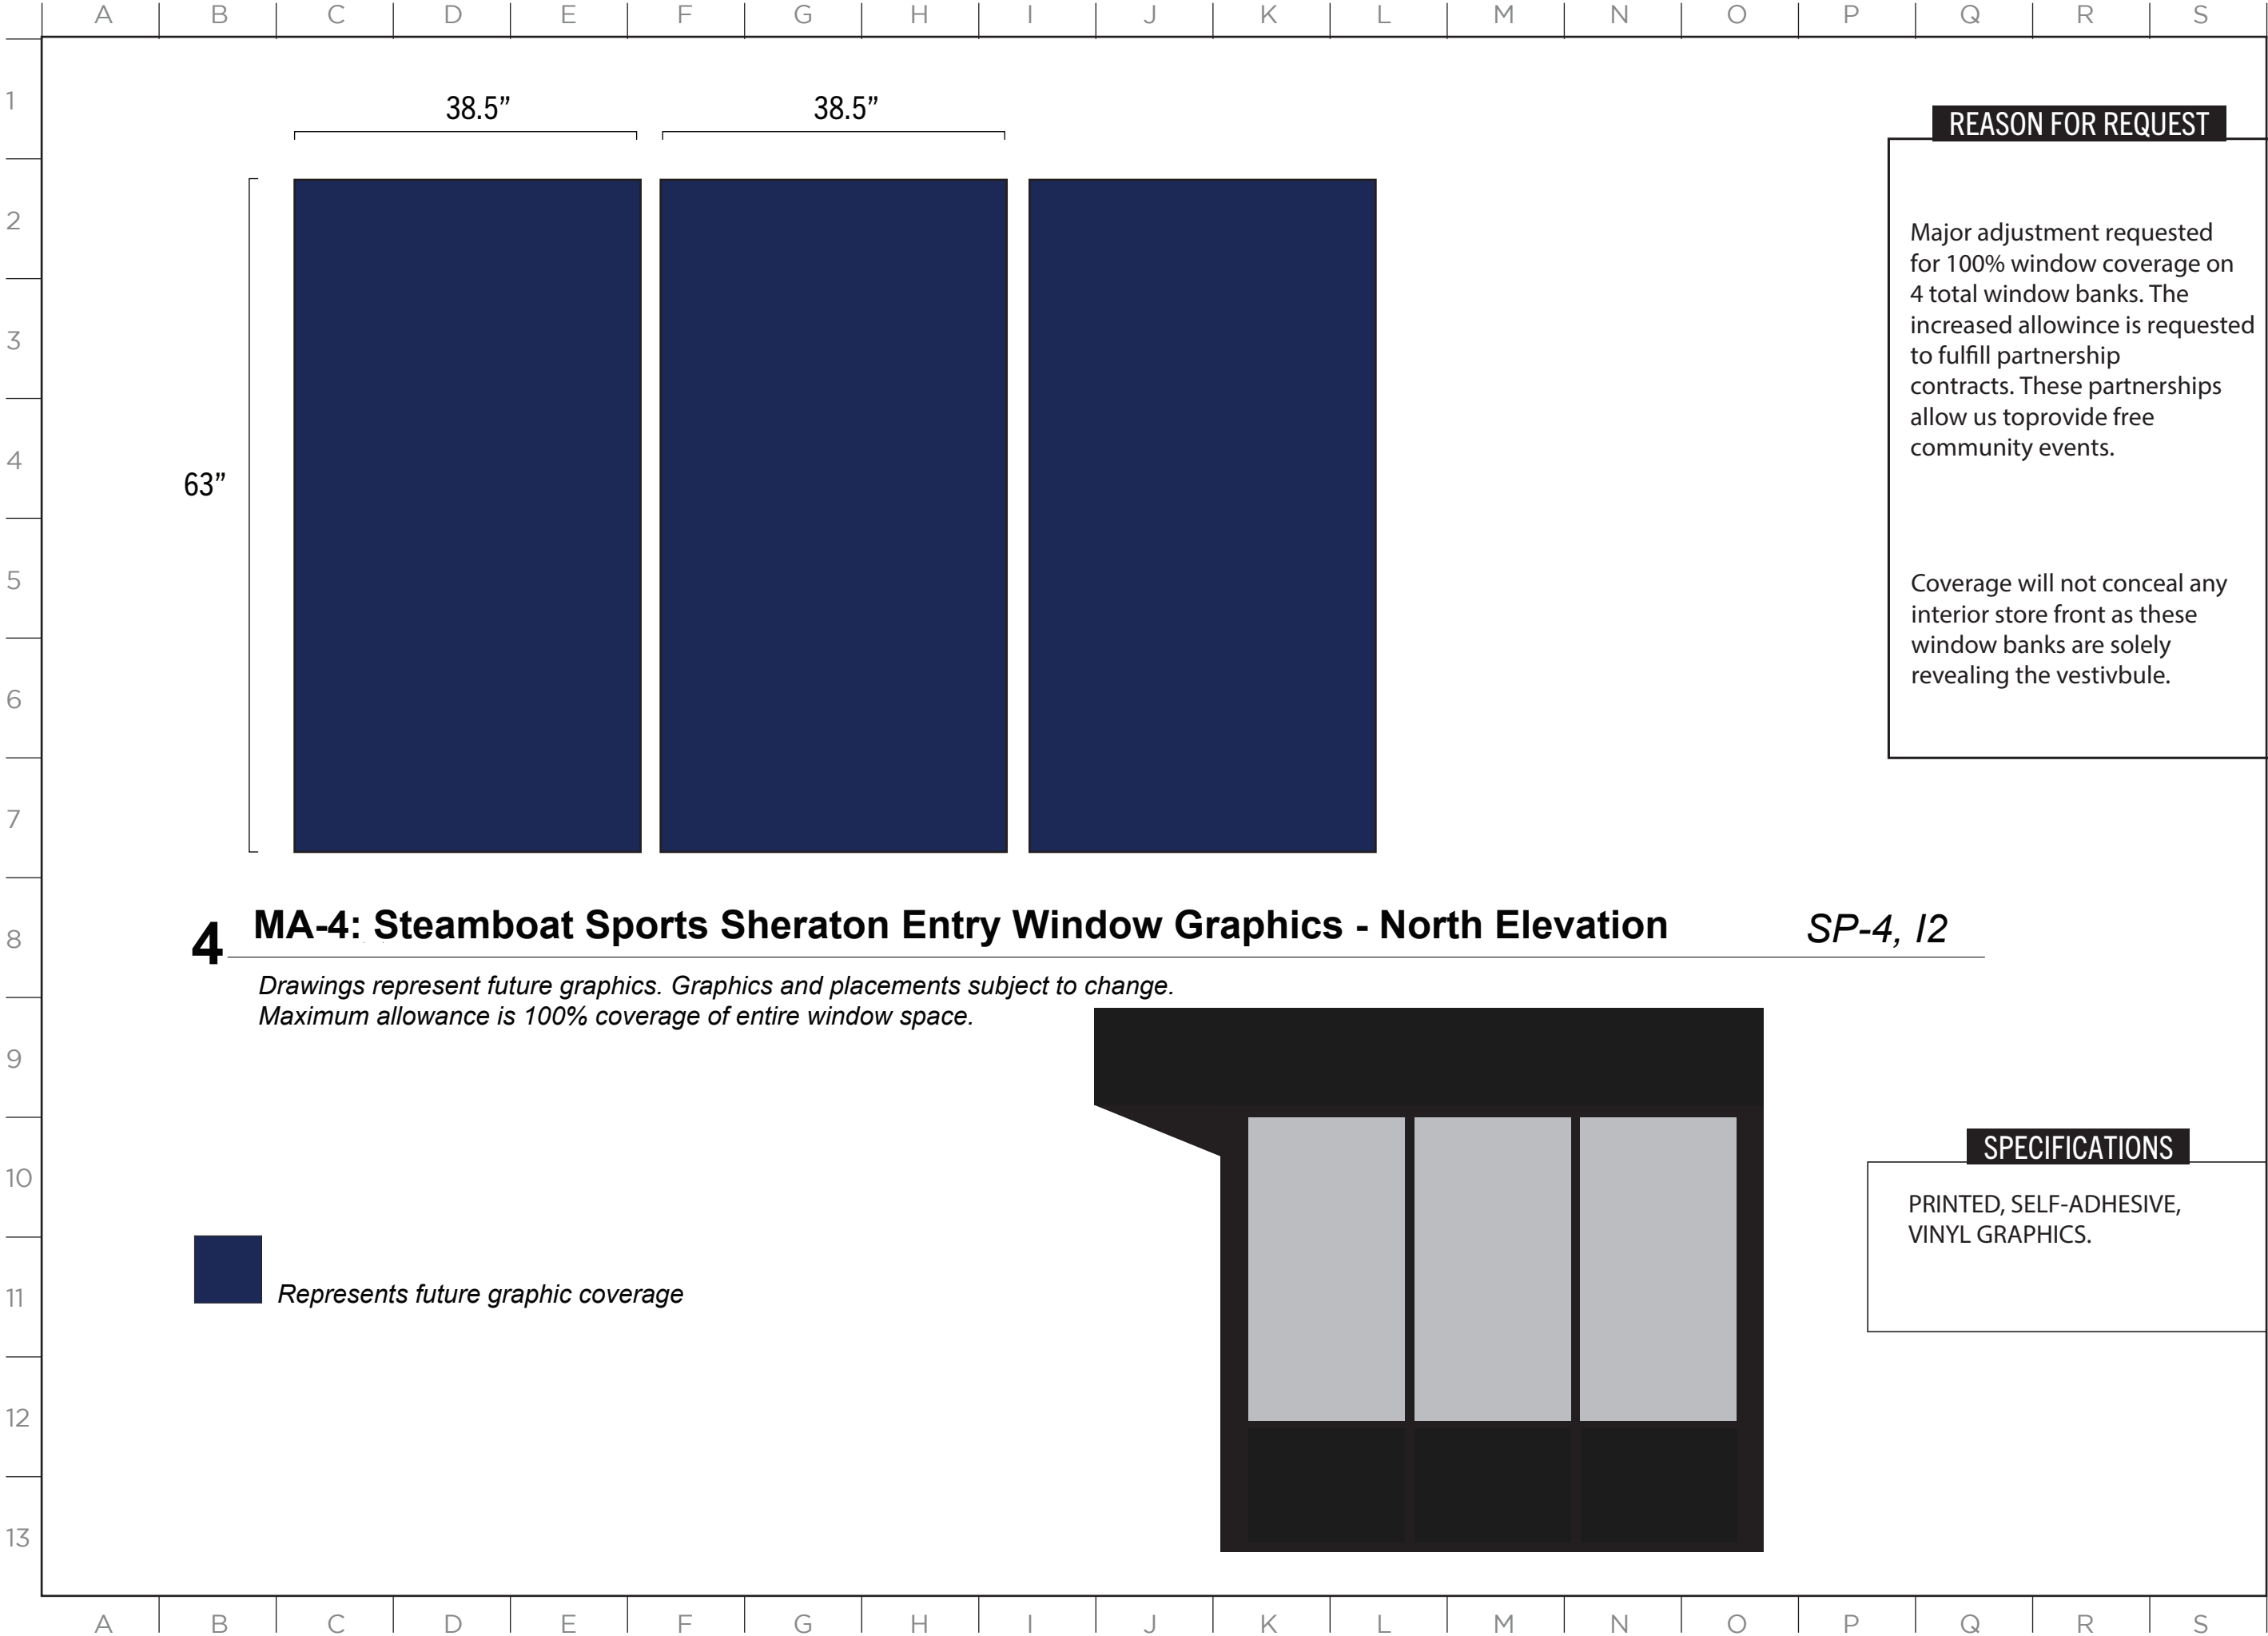 A B C D E F G H I J K L M N O P Q R S
1
38.5” 38.5”
REASON FOR REQUEST
2
Major adjustment requested
for 100% window coverage on
4 total window banks. The
increased allowince is requested
to fulfill partnership
contracts. These partnerships
allow us toprovide free
community events.
3
4
63”
5
Coverage will not conceal any
interior store front as these
window banks are solely
revealing the vestivbule.
6
7
8
4 MA-4: Steamboat Sports Sheraton Entry Window Graphics - North Elevation SP-4, I2
Drawings represent future graphics. Graphics and placements subject to change.
Maximum allowance is 100% coverage of entire window space.
9
10
SPECIFICATIONS
PRINTED, SELF-ADHESIVE,
VINYL GRAPHICS.
11
Represents future graphic coverage
12
13
A B C D E F G H I J K L M N O P Q R S